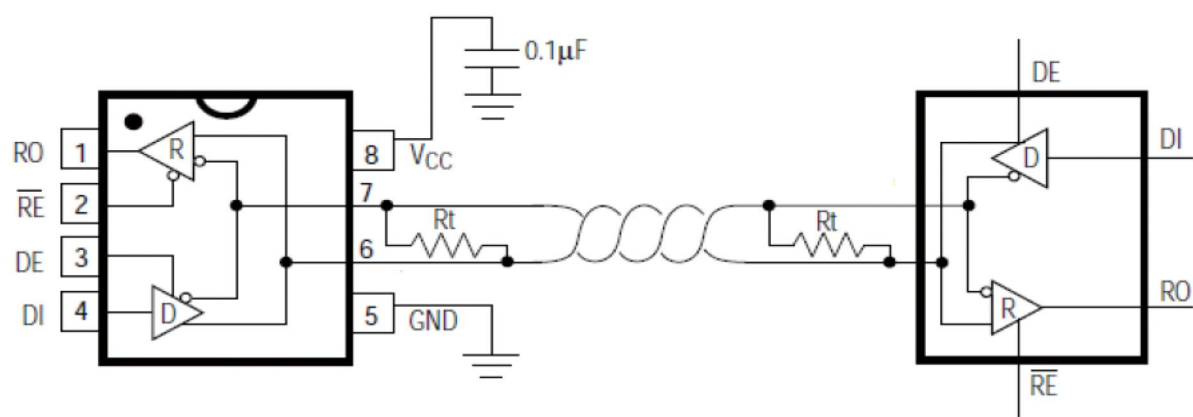 0.1µF
DE
RO 1 R 8 VCC D DI
RE 2 7
Rt Rt
DE 3 6
DI 4 D 5 GND R RO
RE